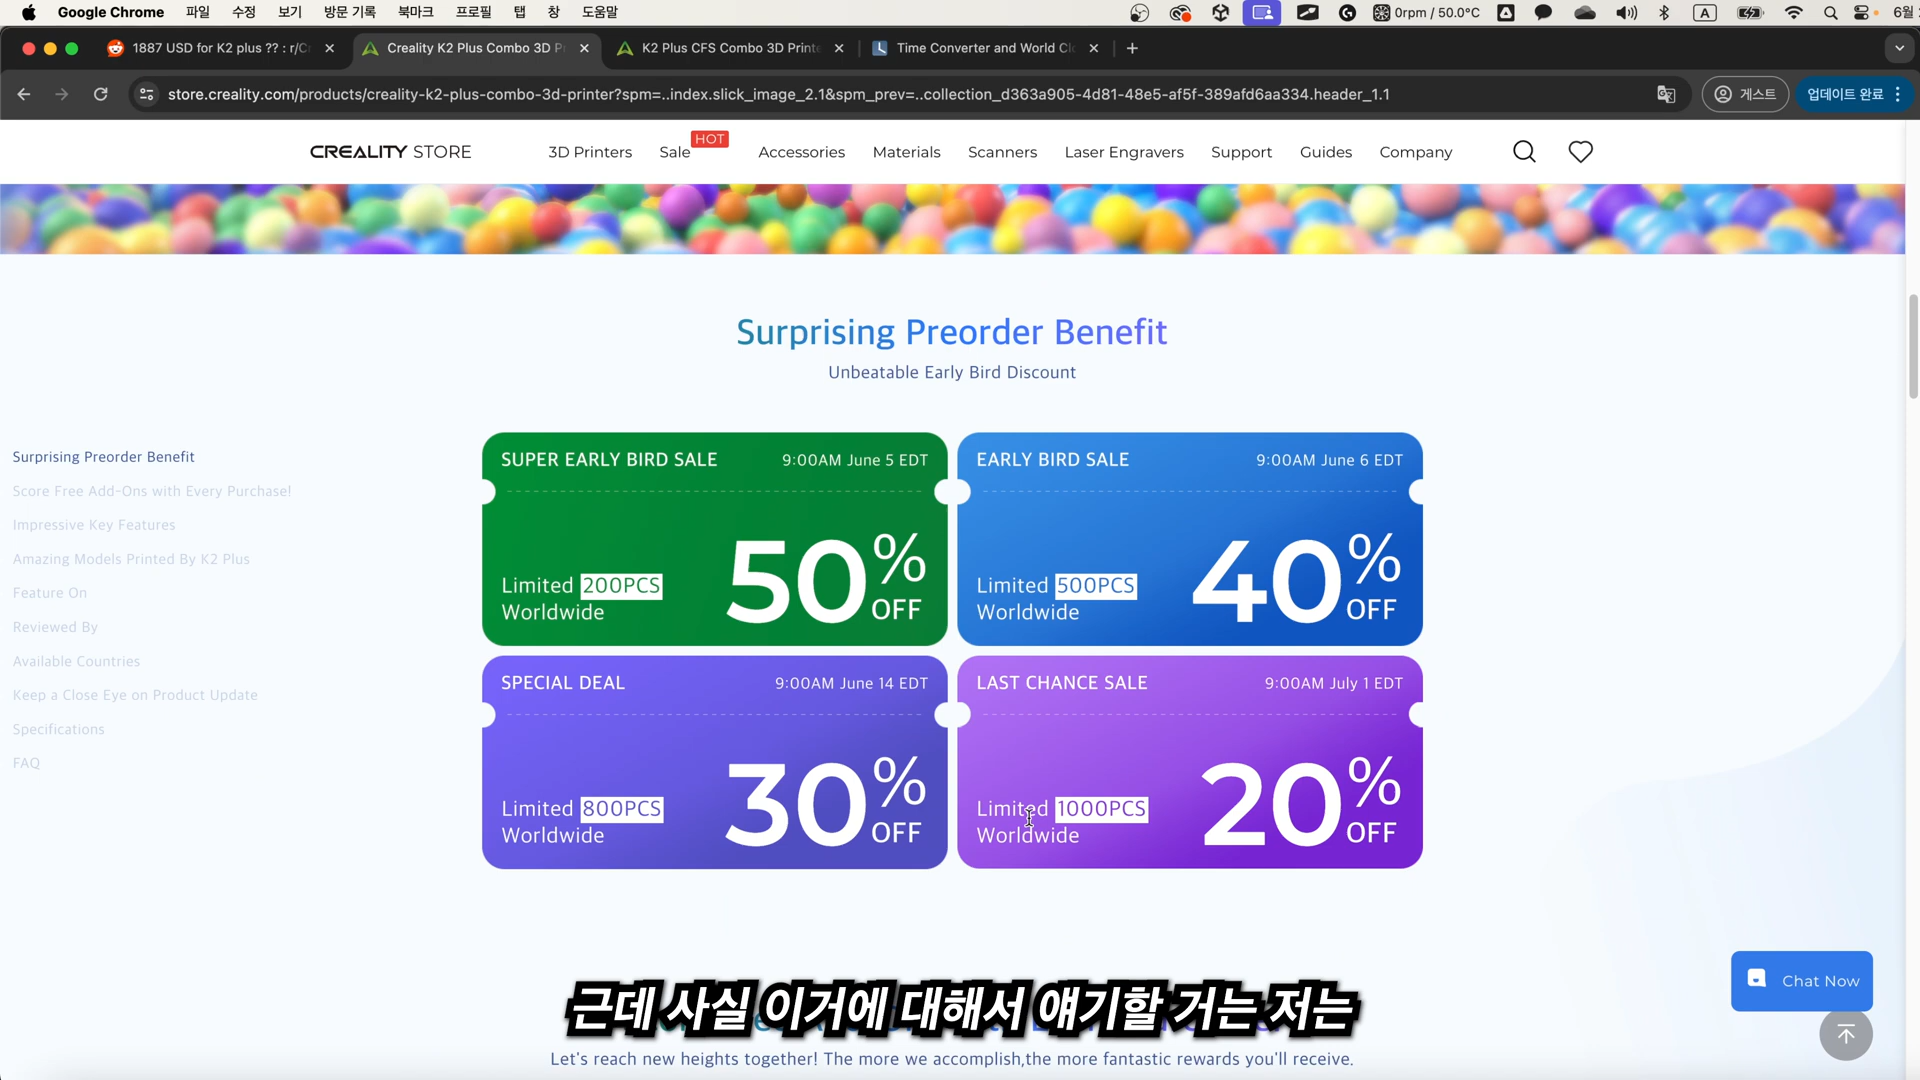 Google Chrome 파일 수정 보기 방문 기록 북마크 프로필 탭 창 도움말 0rpm / 50.0°C A 6월
1887 USD for K2 plus ?? : r/C
Creality K2 Plus Combo 3D P
K2 Plus CFS Combo 3D Printe
Time Converter and World Cl
store.creality.com/products/creality-k2-plus-combo-3d-printer?spm=..index.slick_image_2.1&spm_prev=..collection_d363a905-4d81-48e5-af5f-389afd6aa334.header_1.1
게스트
업데이트 완료
CREALITY STORE
3D Printers Sale HOT Accessories Materials Scanners Laser Engravers Support Guides Company
Surprising Preorder Benefit
Unbeatable Early Bird Discount
Surprising Preorder Benefit
Score Free Add-Ons with Every Purchase!
Impressive Key Features
Amazing Models Printed By K2 Plus
Feature On
Reviewed By
Available Countries
Keep a Close Eye on Product Update
Specifications
FAQ
SUPER EARLY BIRD SALE 9:00AM June 5 EDT
Limited 200PCS
Worldwide
50% OFF
EARLY BIRD SALE 9:00AM June 6 EDT
Limited 500PCS
Worldwide
40% OFF
SPECIAL DEAL 9:00AM June 14 EDT
Limited 800PCS
Worldwide
30% OFF
LAST CHANCE SALE 9:00AM July 1 EDT
Limited 1000PCS
Worldwide
20% OFF
Chat Now
근데 사실 이거에 대해서 얘기할 거는 저는
Let's reach new heights together! The more we accomplish,the more fantastic rewards you'll receive.